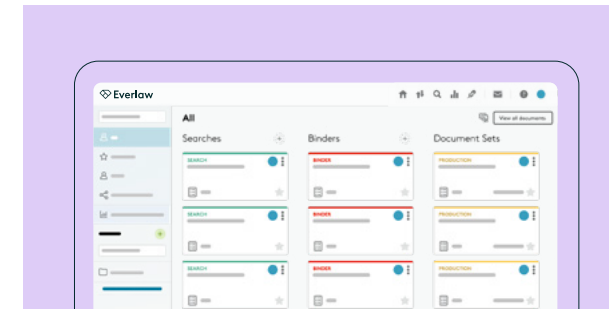 Everlaw
All
View all documents
Searches
Binders
Document Sets
SEARCH
BINDER
PRODUCTION
SEARCH
BINDER
PRODUCTION
SEARCH
BINDER
PRODUCTION